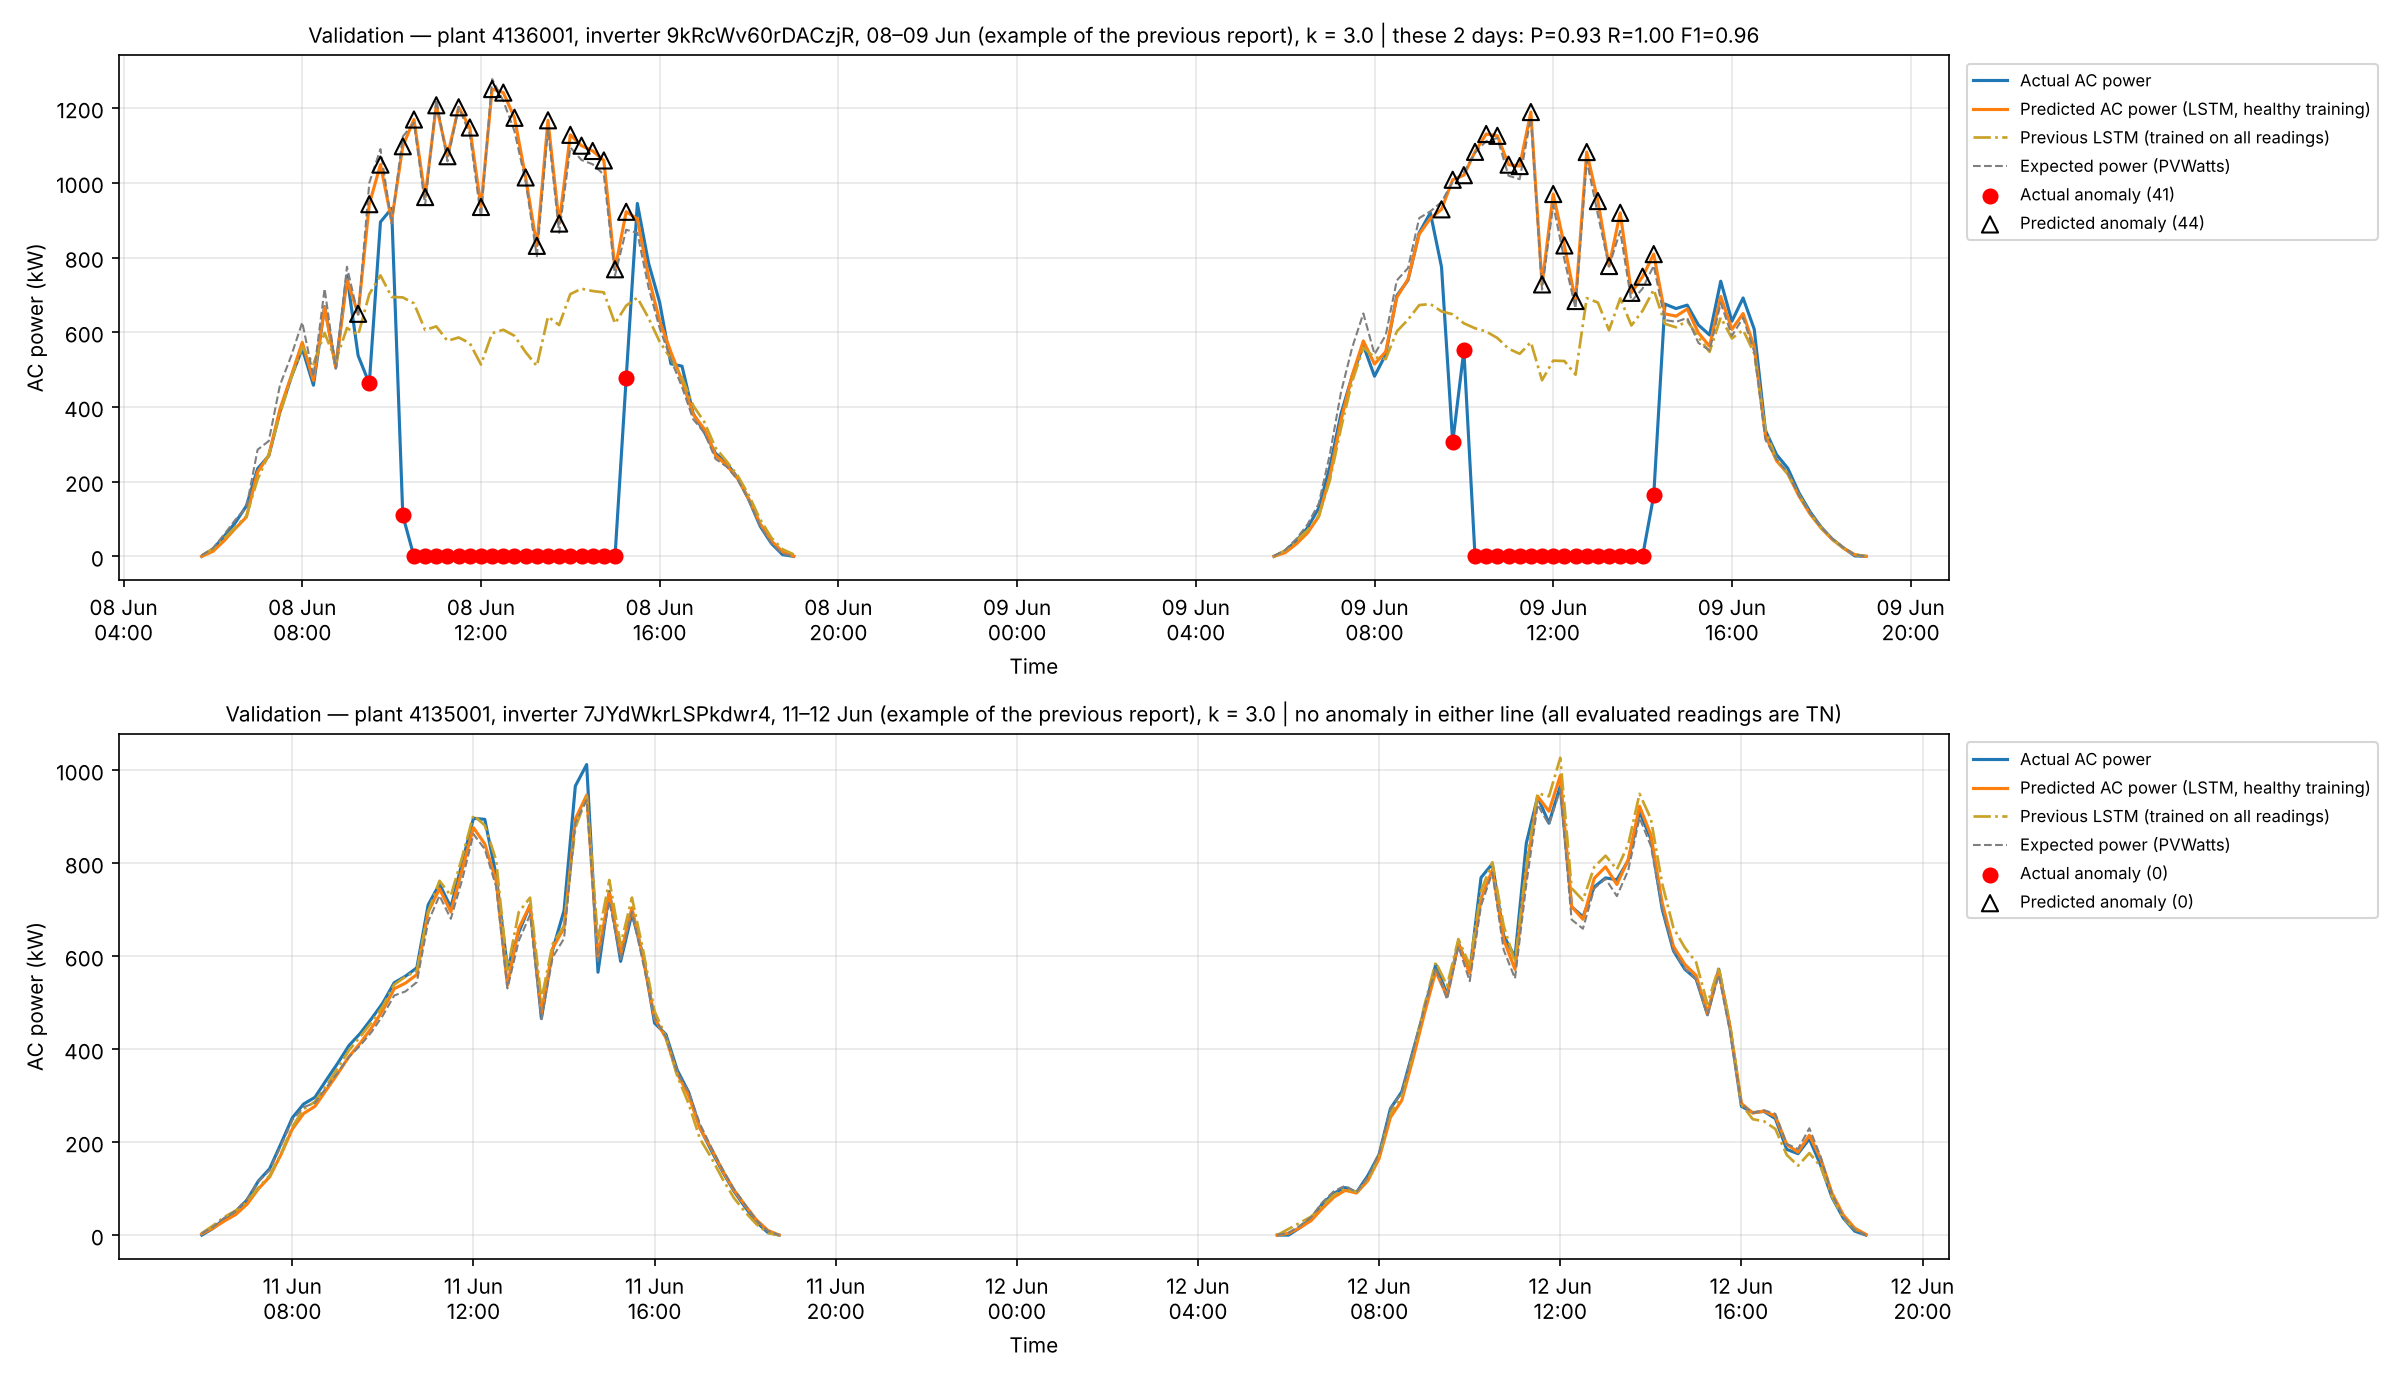 Validation — plant 4136001, inverter 9kRcWv60rDACzjR, 08–09 Jun (example of the previous report), k = 3.0 | these 2 days: P=0.93 R=1.00 F1=0.96
AC power (kW)
1200
1000
800
600
400
200
0
08 Jun 08 Jun 08 Jun 08 Jun 08 Jun 09 Jun 09 Jun 09 Jun 09 Jun 09 Jun 09 Jun
04:00 08:00 12:00 16:00 20:00 00:00 04:00 08:00 12:00 16:00 20:00
Time
Actual AC power
Predicted AC power (LSTM, healthy training)
Previous LSTM (trained on all readings)
Expected power (PVWatts)
Actual anomaly (41)
Predicted anomaly (44)
Validation — plant 4135001, inverter 7JYdWkrLSPkdwr4, 11–12 Jun (example of the previous report), k = 3.0 | no anomaly in either line (all evaluated readings are TN)
AC power (kW)
1000
800
600
400
200
0
11 Jun 11 Jun 11 Jun 11 Jun 12 Jun 12 Jun 12 Jun 12 Jun 12 Jun 12 Jun
08:00 12:00 16:00 20:00 00:00 04:00 08:00 12:00 16:00 20:00
Time
Actual AC power
Predicted AC power (LSTM, healthy training)
Previous LSTM (trained on all readings)
Expected power (PVWatts)
Actual anomaly (0)
Predicted anomaly (0)